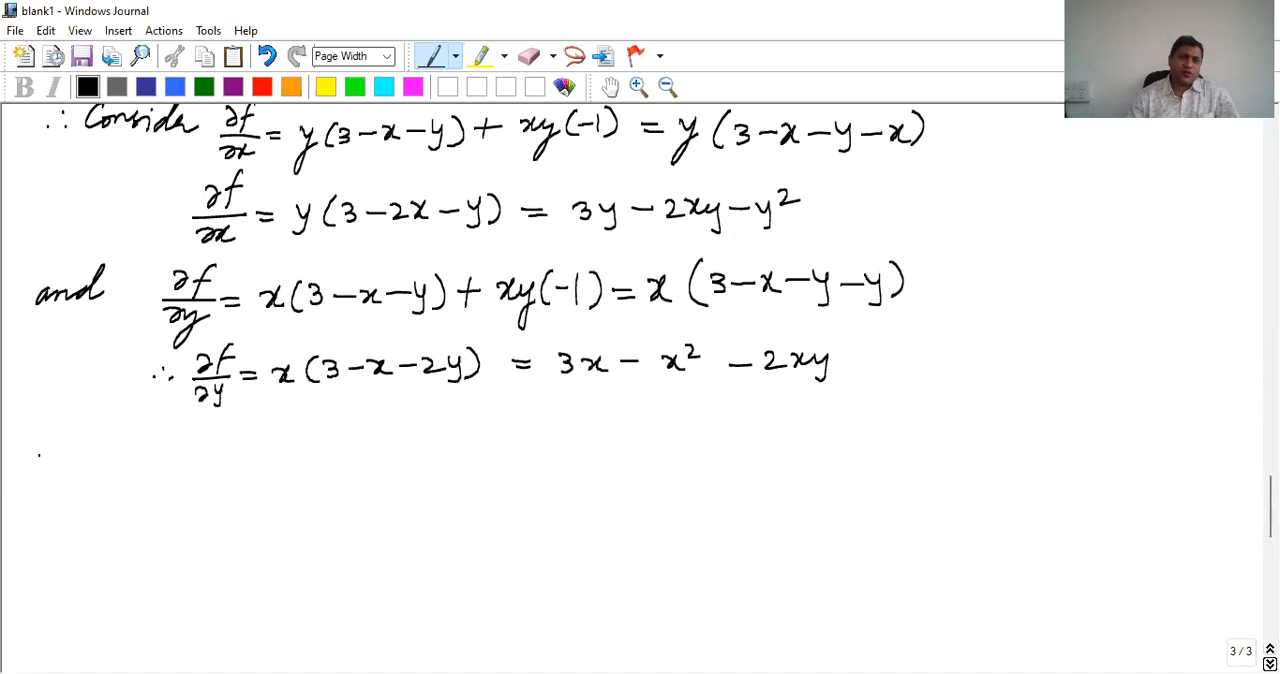 blank1 - Windows Journal
File Edit View Insert Actions Tools Help
Page Width
B I
∴ Consider ∂f/∂x = y(3-x-y) + xy(-1) = y(3-x-y-x)
∂f/∂x = y(3-2x-y) = 3y-2xy-y²
and ∂f/∂y = x(3-x-y) + xy(-1) = x(3-x-y-y)
∴ ∂f/∂y = x(3-x-2y) = 3x - x² - 2xy
3 / 3